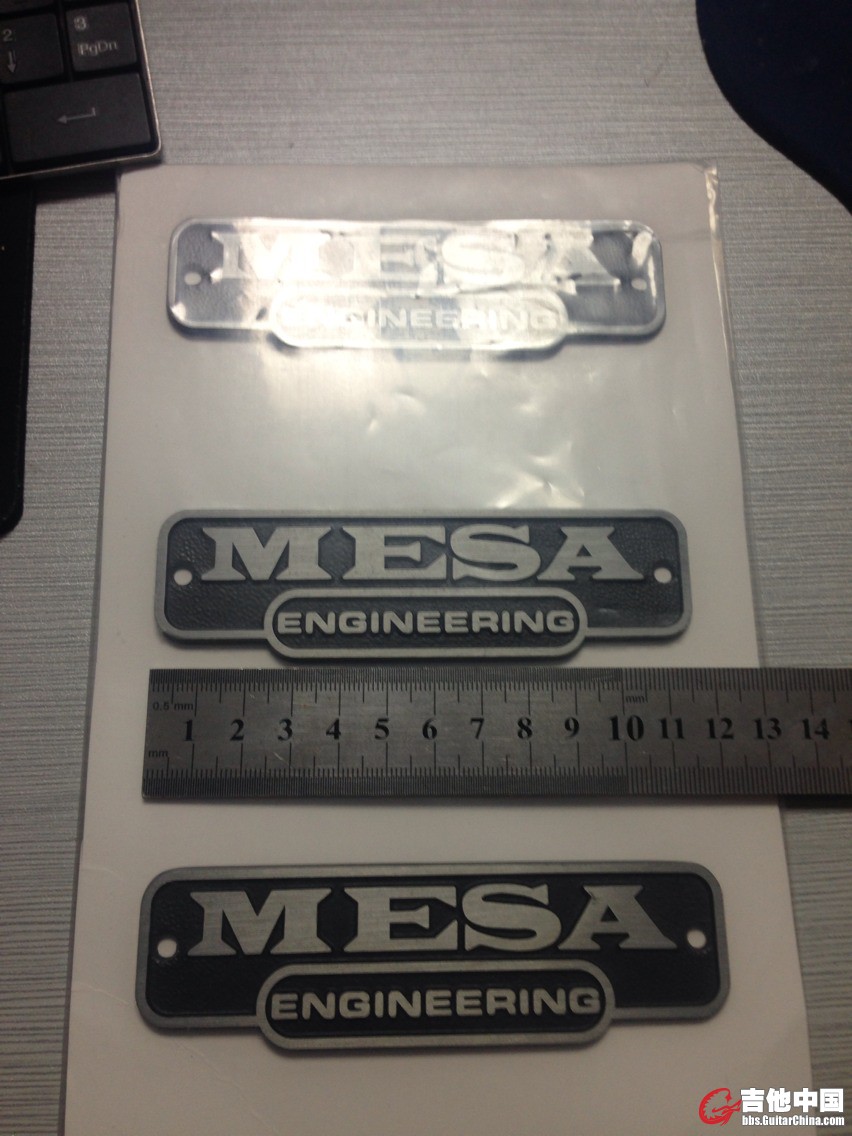 2
3
PgDn
MESA
ENGINEERING
MESA
ENGINEERING
0.5 mm
mm
1 2 3 4 5 6 7 8 9 10 11 12 13 14
mm
MESA
ENGINEERING
吉他中国
bbs.GuitarChina.com